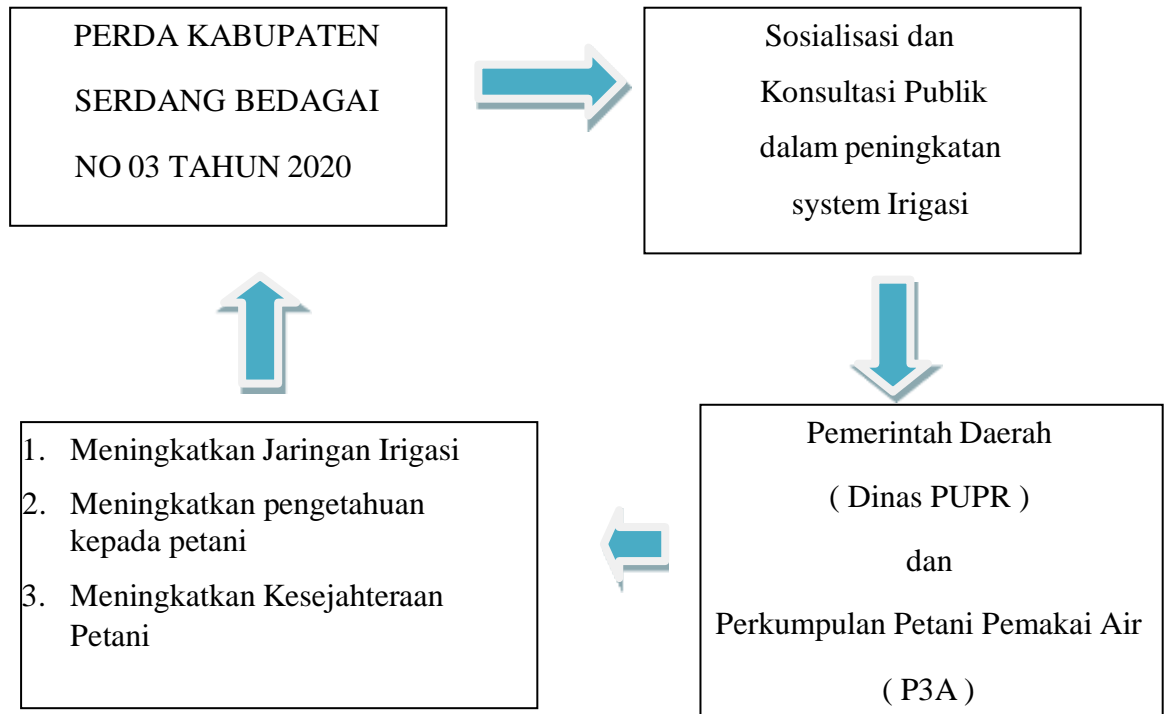 PERDA KABUPATEN
SERDANG BEDAGAI
NO 03 TAHUN 2020
Sosialisasi dan
Konsultasi Publik
dalam peningkatan
system Irigasi
Pemerintah Daerah
( Dinas PUPR )
dan
Perkumpulan Petani Pemakai Air
( P3A )
1. Meningkatkan Jaringan Irigasi
2. Meningkatkan pengetahuan
kepada petani
3. Meningkatkan Kesejahteraan
Petani